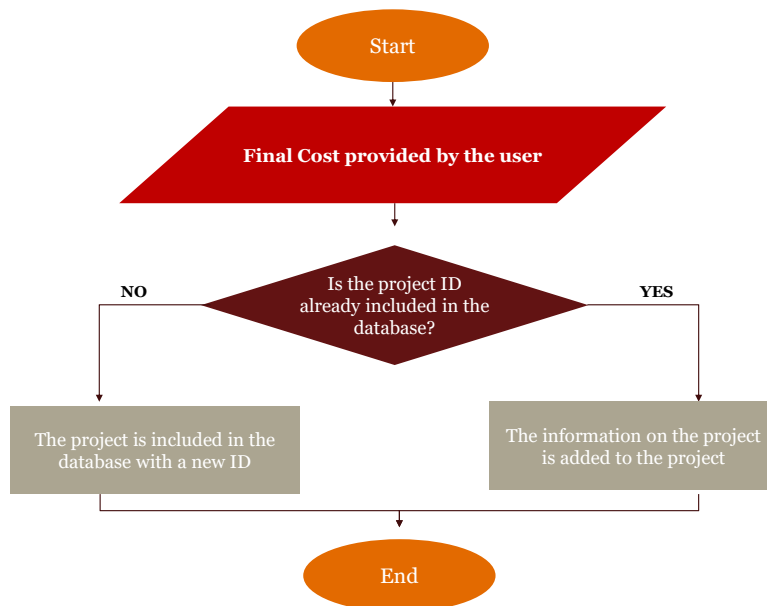 Start
Final Cost provided by the user
Is the project ID
already included in the
database?
NO
YES
The project is included in the
database with a new ID
The information on the project
is added to the project
End